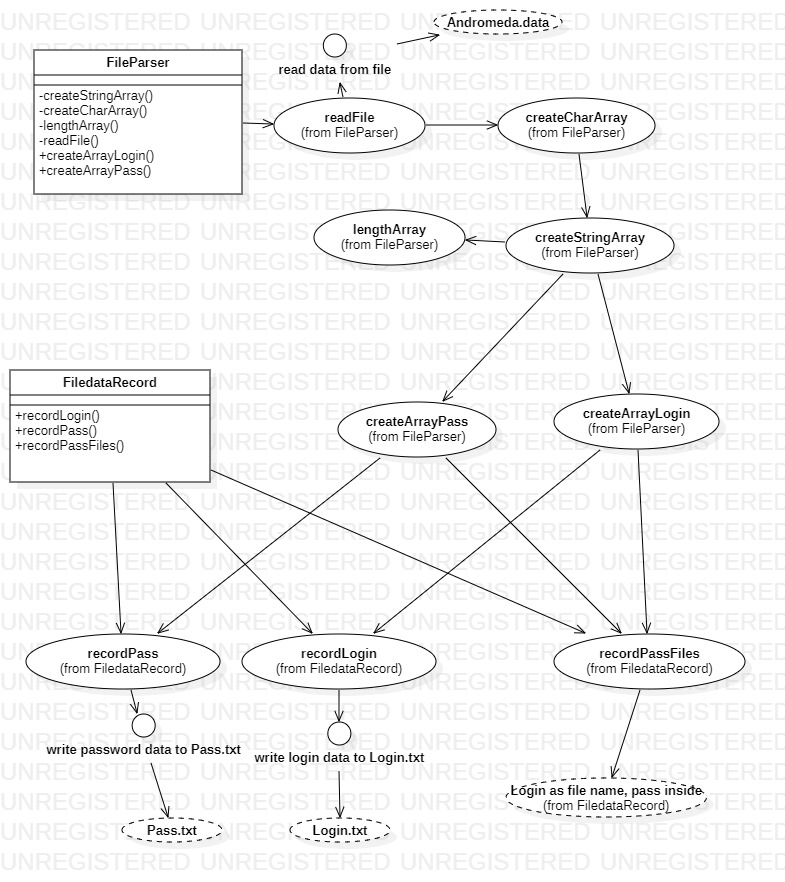 Andromeda.data
read data from file
FileParser
-createStringArray()
-createCharArray()
-lengthArray()
-readFile()
+createArrayLogin()
+createArrayPass()
readFile
(from FileParser)
createCharArray
(from FileParser)
lengthArray
(from FileParser)
createStringArray
(from FileParser)
FiledataRecord
+recordLogin()
+recordPass()
+recordPassFiles()
createArrayPass
(from FileParser)
createArrayLogin
(from FileParser)
recordPass
(from FiledataRecord)
recordLogin
(from FiledataRecord)
recordPassFiles
(from FiledataRecord)
write password data to Pass.txt
write login data to Login.txt
Login as file name, pass inside
(from FiledataRecord)
Pass.txt
Login.txt
UNREGISTERED